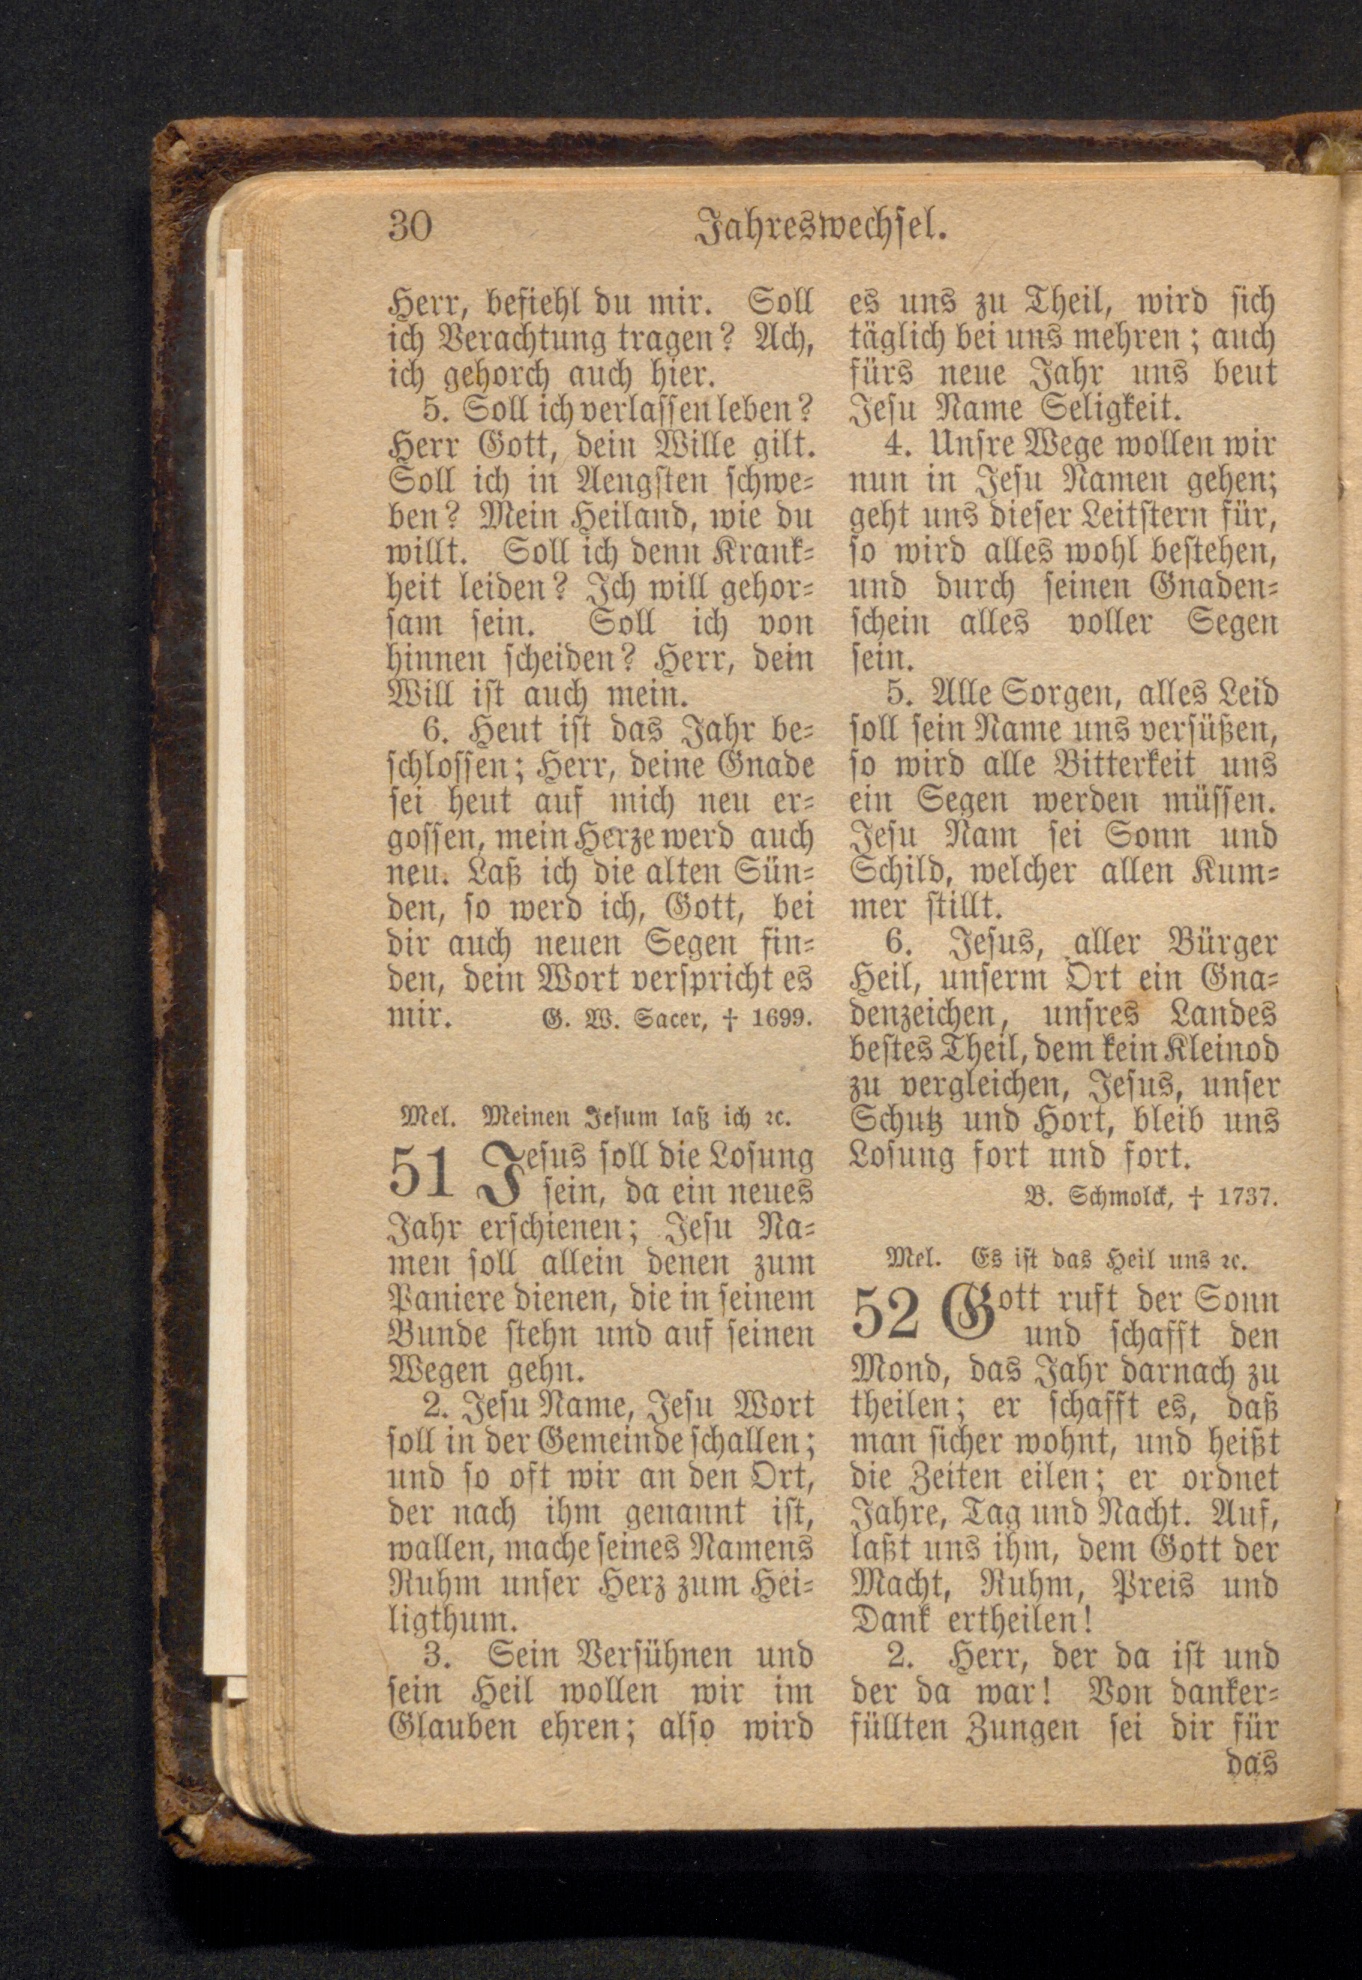 30
Jahreswechsel.
Herr, befiehl du mir. Soll
ich Verachtung tragen? Ach,
ich gehorch auch hier.
5. Soll ich verlassen leben?
Herr Gott, dein Wille gilt.
Soll ich in Aengsten schwe-
ben? Mein Heiland, wie du
willt. Soll ich denn Krank-
heit leiden? Ich will gehor-
sam sein. Soll ich von
hinnen scheiden? Herr, dein
Will ist auch mein.
6. Heut ist das Jahr be-
schlossen; Herr, deine Gnade
sei heut auf mich neu er-
gossen, mein Herze werd auch
neu. Laß ich die alten Sün-
den, so werd ich, Gott, bei
dir auch neuen Segen fin-
den, dein Wort verspricht es
mir. G. W. Sacer, † 1699.
Mel. Meinen Jesum laß ich ꝛc.
51 Jesus soll die Losung
sein, da ein neues
Jahr erschienen; Jesu Na-
men soll allein denen zum
Paniere dienen, die in seinem
Bunde stehn und auf seinen
Wegen gehn.
2. Jesu Name, Jesu Wort
soll in der Gemeinde schallen;
und so oft wir an den Ort,
der nach ihm genannt ist,
wallen, mache seines Namens
Ruhm unser Herz zum Hei-
ligthum.
3. Sein Versühnen und
sein Heil wollen wir im
Glauben ehren; also wird
es uns zu Theil, wird sich
täglich bei uns mehren; auch
fürs neue Jahr uns beut
Jesu Name Seligkeit.
4. Unsre Wege wollen wir
nun in Jesu Namen gehen;
geht uns dieser Leitstern für,
so wird alles wohl bestehen,
und durch seinen Gnaden-
schein alles voller Segen
sein.
5. Alle Sorgen, alles Leid
soll sein Name uns versüßen,
so wird alle Bitterkeit uns
ein Segen werden müssen.
Jesu Nam sei Sonn und
Schild, welcher allen Kum-
mer stillt.
6. Jesus, aller Bürger
Heil, unserm Ort ein Gna-
denzeichen, unsres Landes
bestes Theil, dem kein Kleinod
zu vergleichen, Jesus, unser
Schutz und Hort, bleib uns
Losung fort und fort.
B. Schmolck, † 1737.
Mel. Es ist das Heil uns ꝛc.
52 Gott ruft der Sonn
und schafft den
Mond, das Jahr darnach zu
theilen; er schafft es, daß
man sicher wohnt, und heißt
die Zeiten eilen; er ordnet
Jahre, Tag und Nacht. Auf,
laßt uns ihm, dem Gott der
Macht, Ruhm, Preis und
Dank ertheilen!
2. Herr, der da ist und
der da war! Von danker-
füllten Zungen sei dir für
das